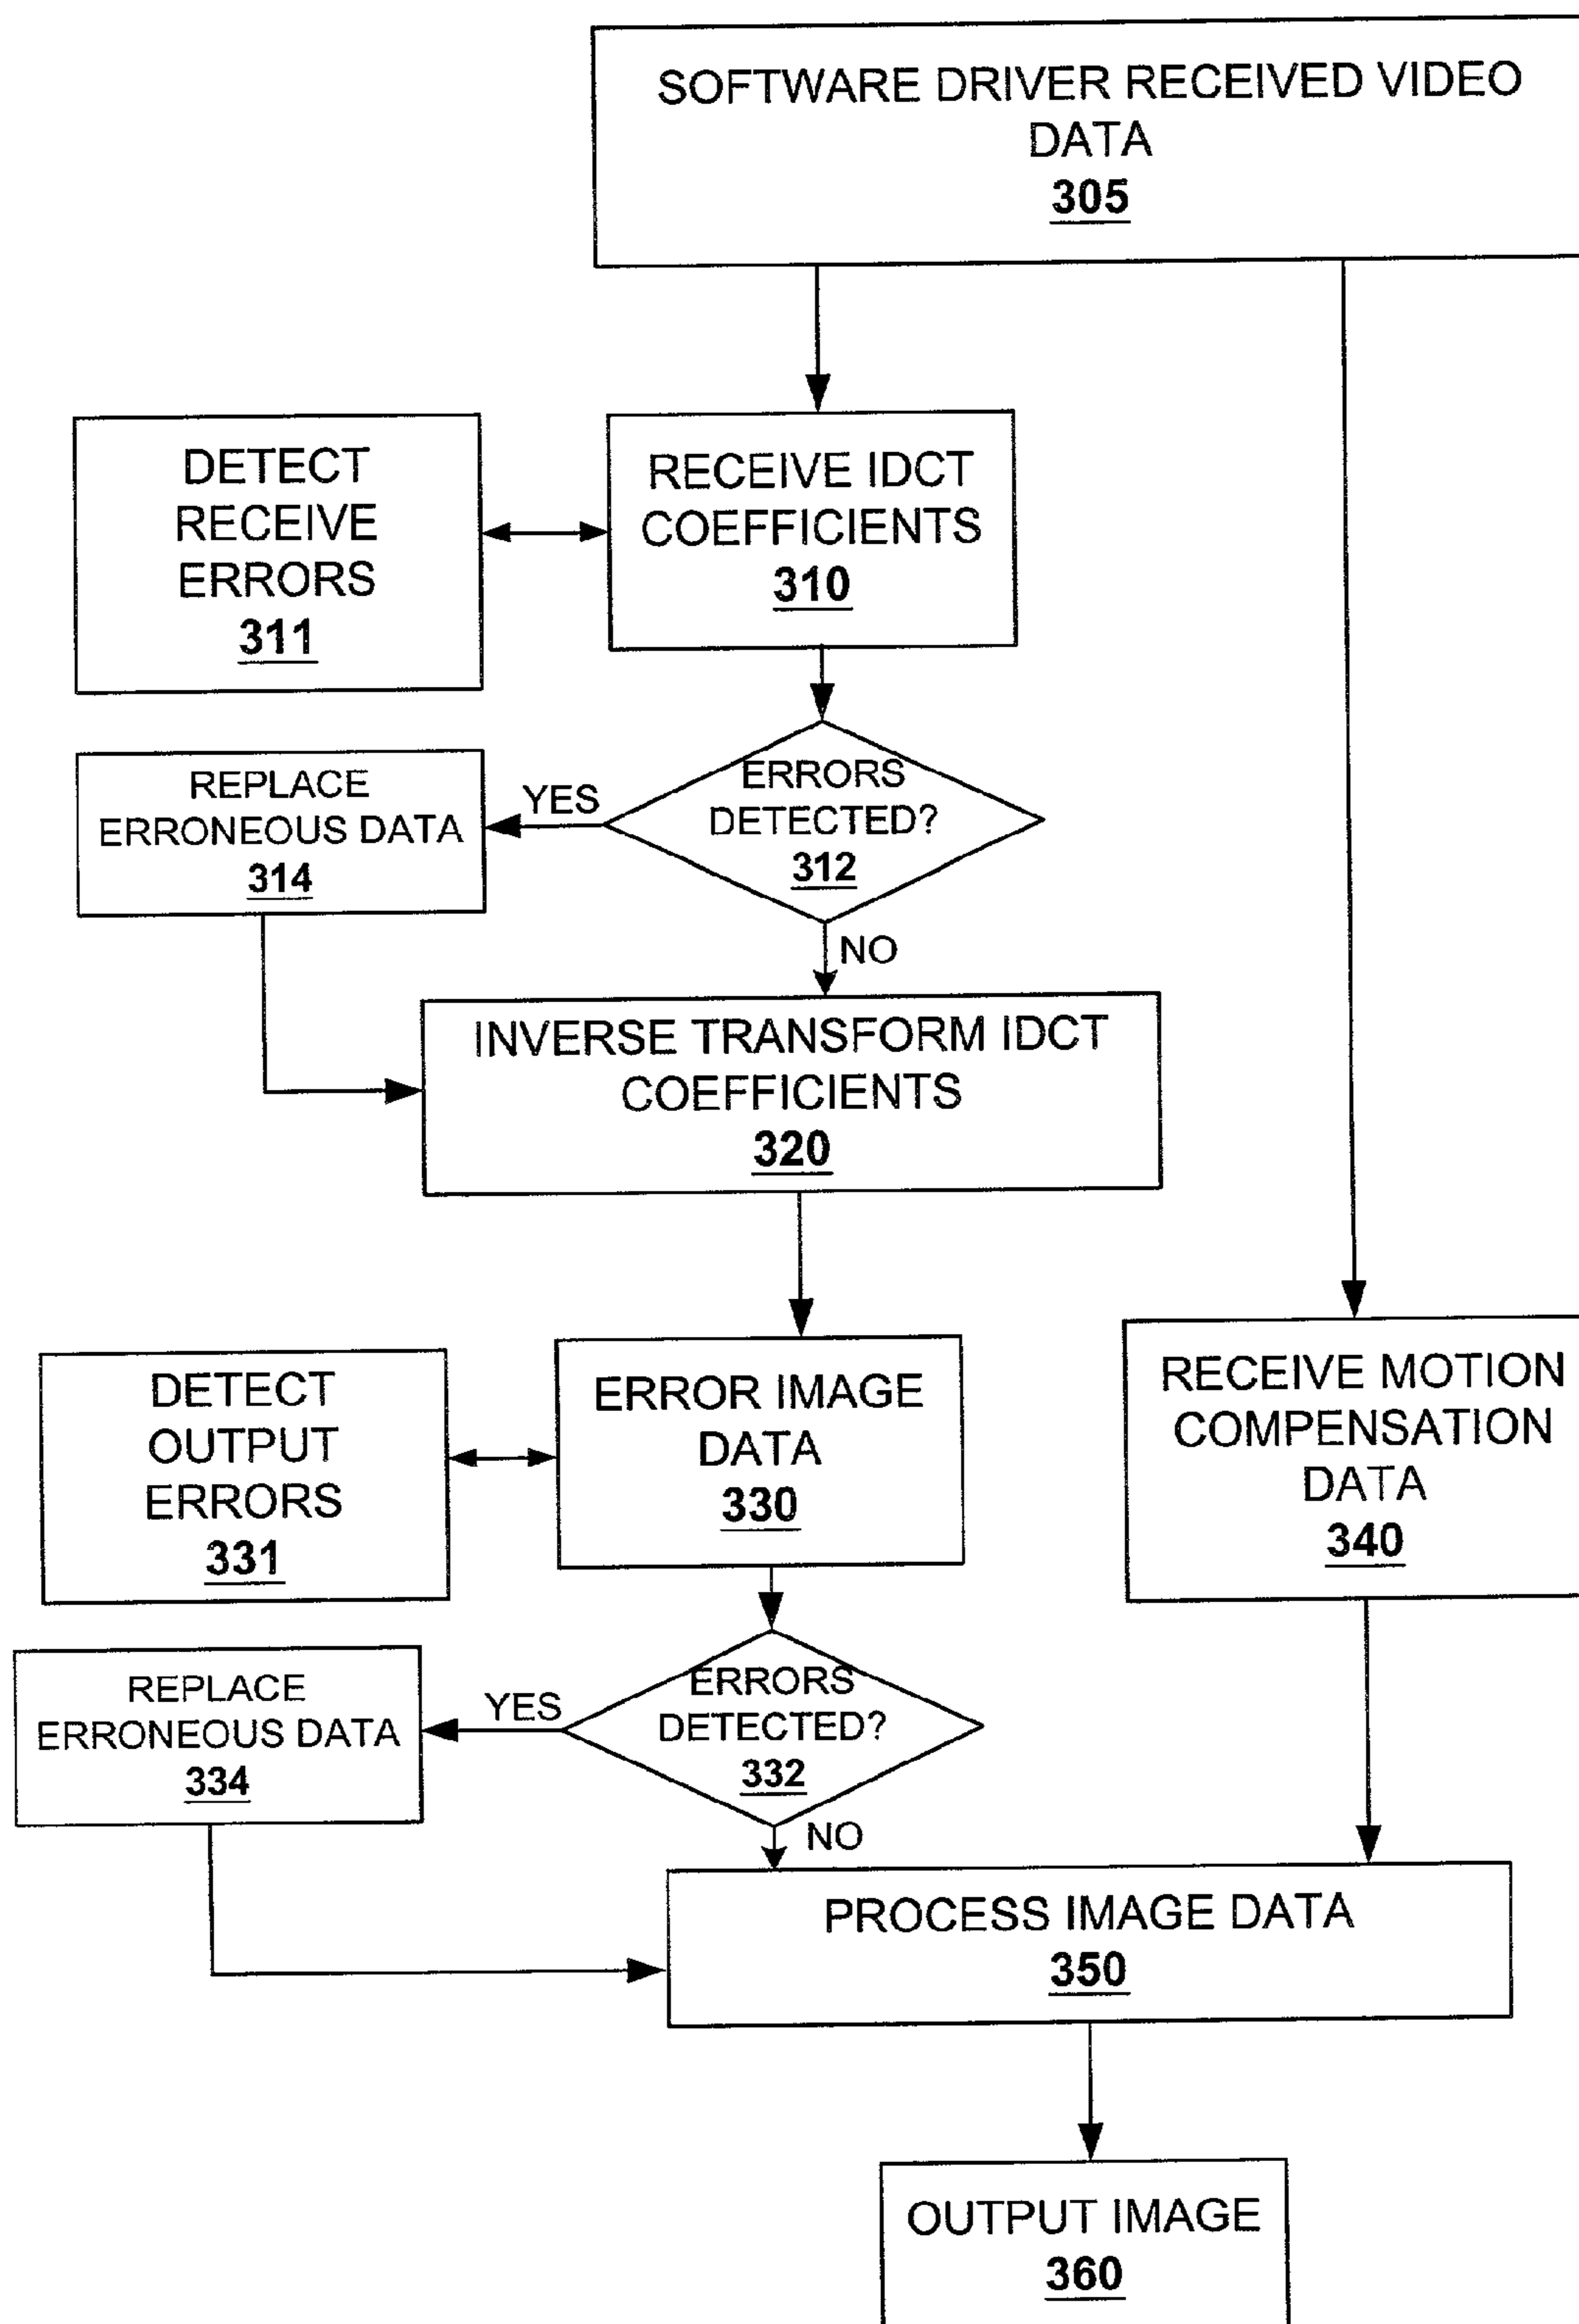 SOFTWARE DRIVER RECEIVED VIDEO
DATA
305
DETECT
RECEIVE
ERRORS
311
RECEIVE IDCT
COEFFICIENTS
310
REPLACE
ERRONEOUS DATA
314
YES
ERRORS
DETECTED?
312
NO
INVERSE TRANSFORM IDCT
COEFFICIENTS
320
DETECT
OUTPUT
ERRORS
331
ERROR IMAGE
DATA
330
RECEIVE MOTION
COMPENSATION
DATA
340
REPLACE
ERRONEOUS DATA
334
YES
ERRORS
DETECTED?
332
NO
PROCESS IMAGE DATA
350
OUTPUT IMAGE
360